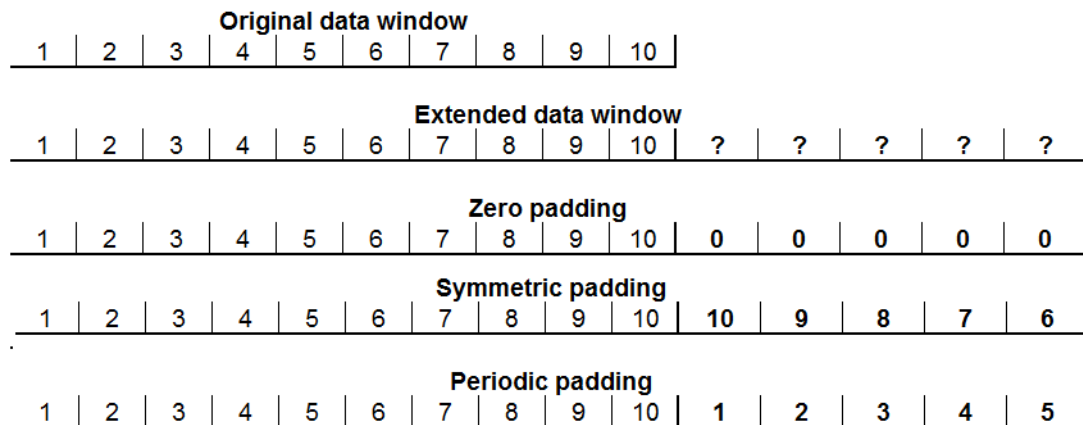 Original data window
1 2 3 4 5 6 7 8 9 10
Extended data window
1 2 3 4 5 6 7 8 9 10 ? ? ? ? ?
Zero padding
1 2 3 4 5 6 7 8 9 10 0 0 0 0 0
Symmetric padding
1 2 3 4 5 6 7 8 9 10 10 9 8 7 6
.
Periodic padding
1 2 3 4 5 6 7 8 9 10 1 2 3 4 5